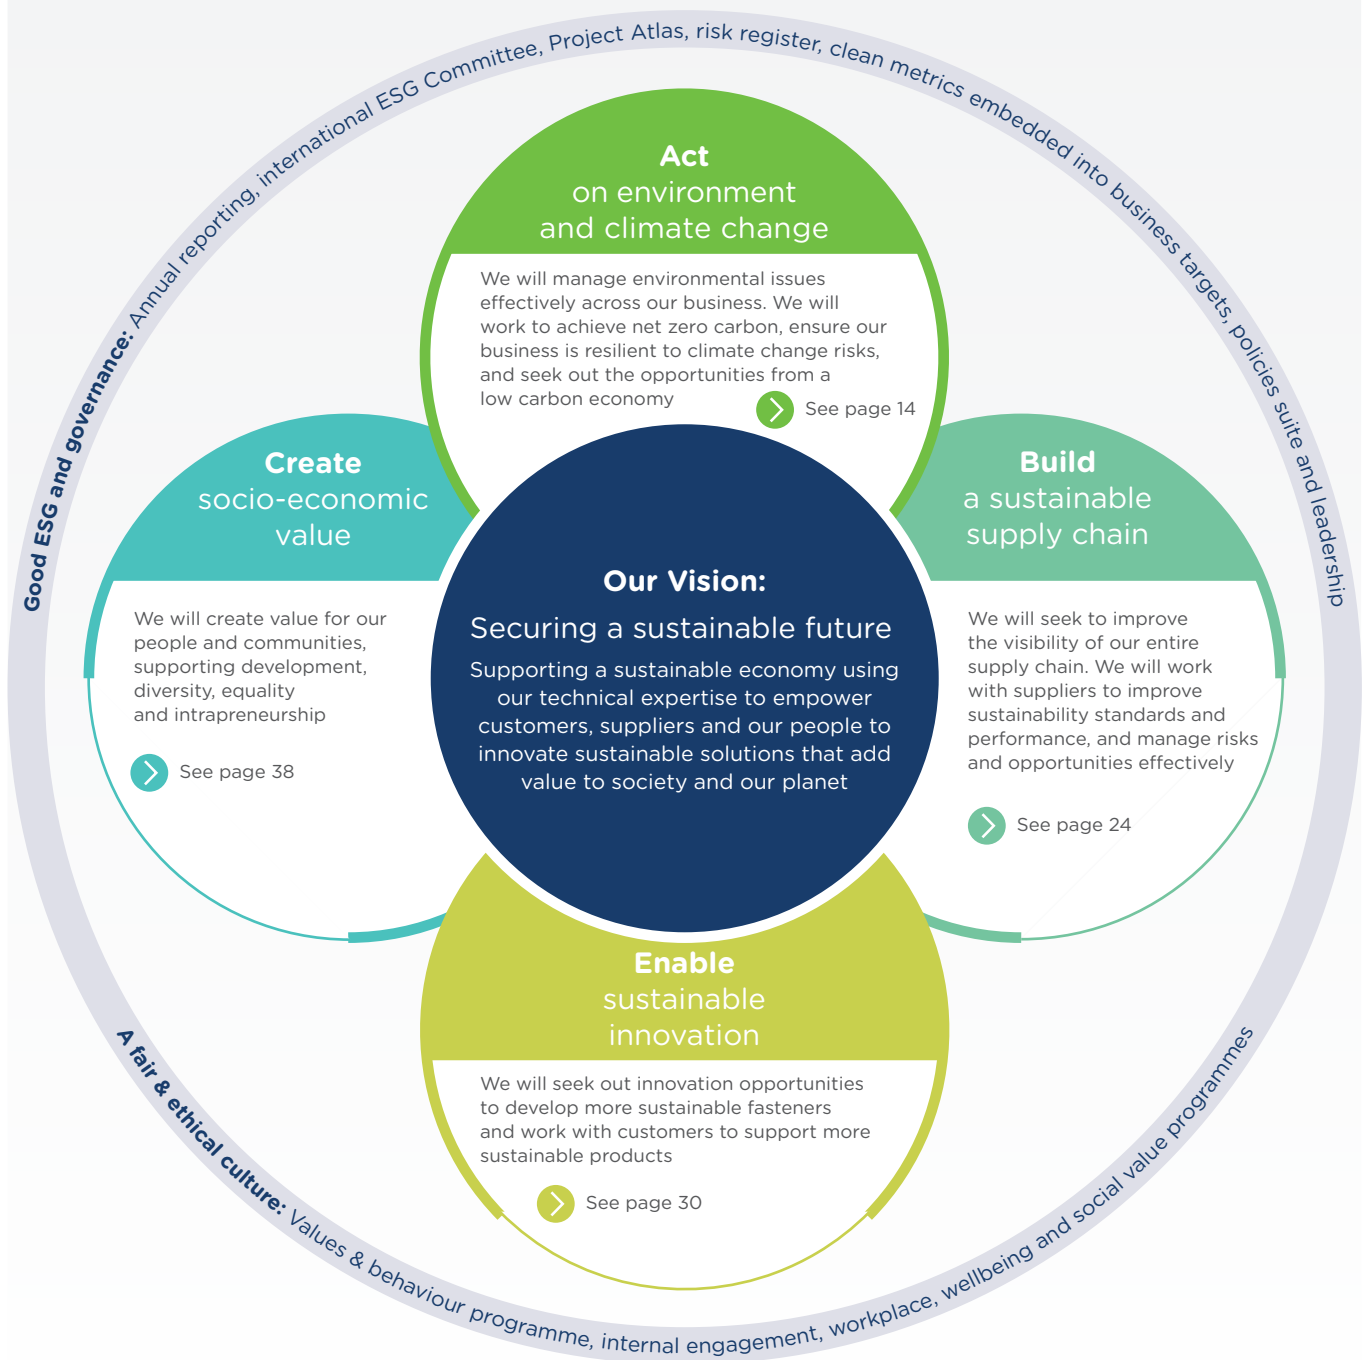 Good ESG and governance: Annual reporting, international ESG Committee, Project Atlas, risk register, clean metrics embedded into business targets, policies suite and leadership
Act
on environment
and climate change
We will manage environmental issues
effectively across our business. We will
work to achieve net zero carbon, ensure our
business is resilient to climate change risks,
and seek out the opportunities from a
low carbon economy
See page 14
Create
socio-economic
value
We will create value for our
people and communities,
supporting development,
diversity, equality
and intrapreneurship
See page 38
Our Vision:
Securing a sustainable future
Supporting a sustainable economy using
our technical expertise to empower
customers, suppliers and our people to
innovate sustainable solutions that add
value to society and our planet
Build
a sustainable
supply chain
We will seek to improve
the visibility of our entire
supply chain. We will work
with suppliers to improve
sustainability standards and
performance, and manage risks
and opportunities effectively
See page 24
Enable
sustainable
innovation
We will seek out innovation opportunities
to develop more sustainable fasteners
and work with customers to support more
sustainable products
See page 30
A fair & ethical culture: Values & behaviour programme, internal engagement, workplace, wellbeing and social value programmes